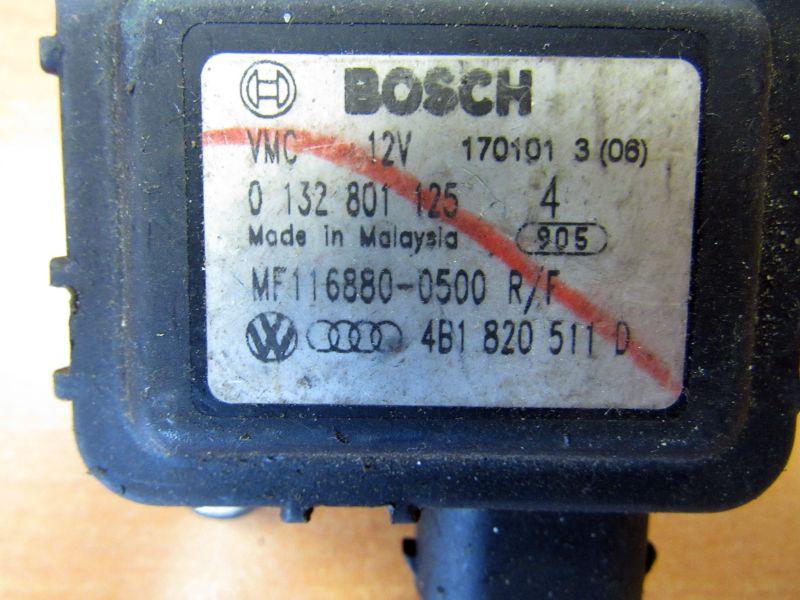 BOSCH
VMC 12V 170101 3 (06)
0 132 801 125 4
Made in Malaysia 905
MF116880-0500 R/F
VW 4B1 820 511 D